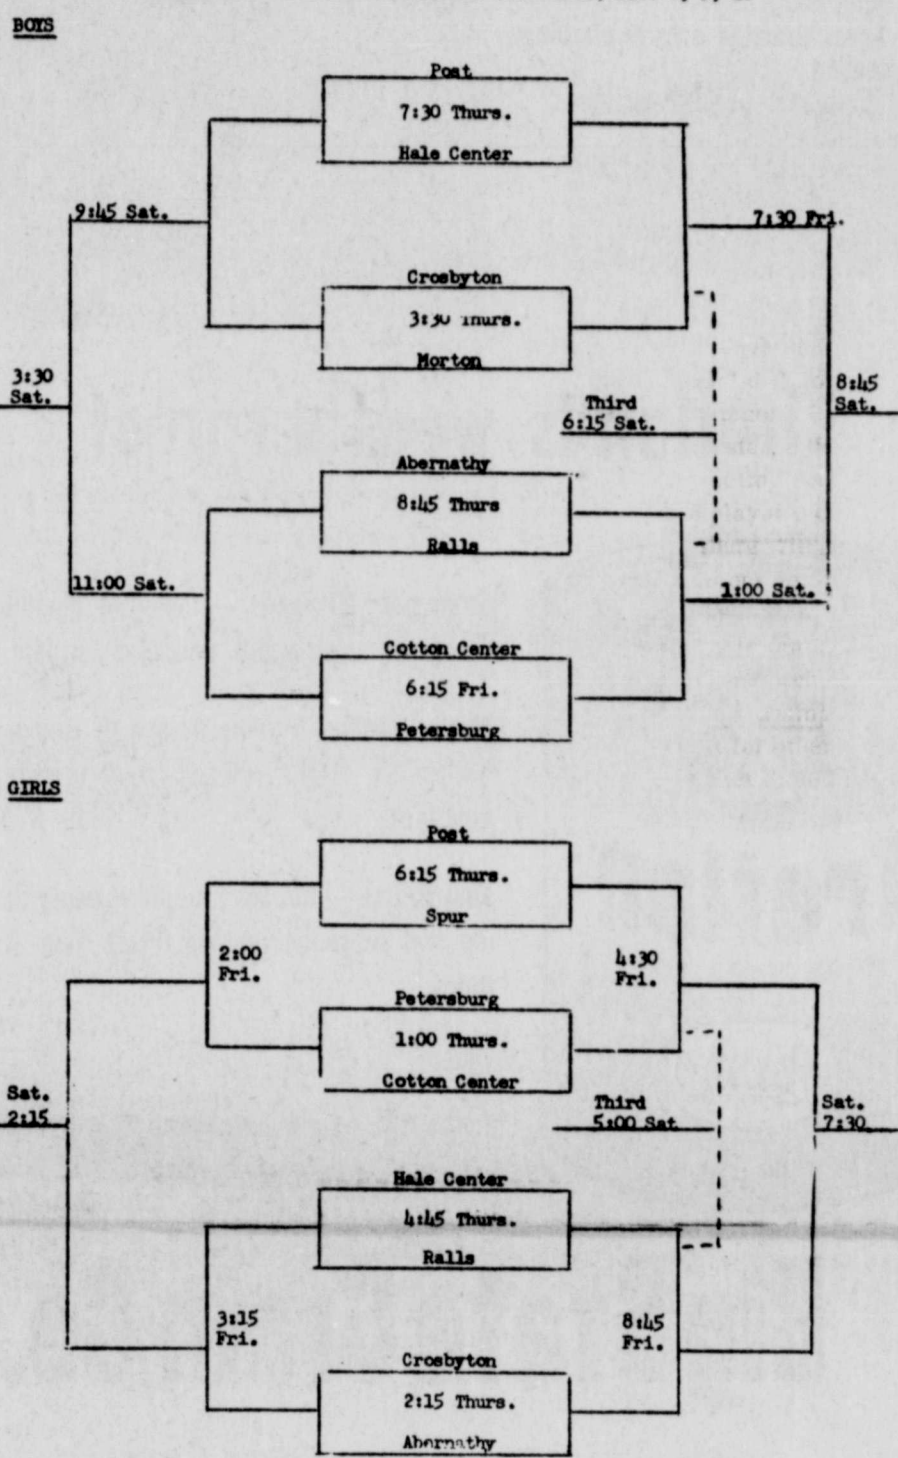 BOYS
Post
7:30 Thurs.
Hale Center
9:45 Sat.
7:30 Fri.
Crosbyton
3:30 Thurs.
Morton
3:30
Sat.
8:45
Sat.
Third
6:15 Sat.
Abernathy
8:45 Thurs
Ralls
11:00 Sat.
1:00 Sat.
Cotton Center
6:15 Fri.
Petersburg
GIRLS
Post
6:15 Thurs.
Spur
2:00
Fri.
4:30
Fri.
Petersburg
1:00 Thurs.
Cotton Center
Sat.
2:15
Third
5:00 Sat
Sat.
7:30
Hale Center
4:45 Thurs.
Ralls
3:15
Fri.
8:45
Fri.
Crosbyton
2:15 Thurs.
Abernathy